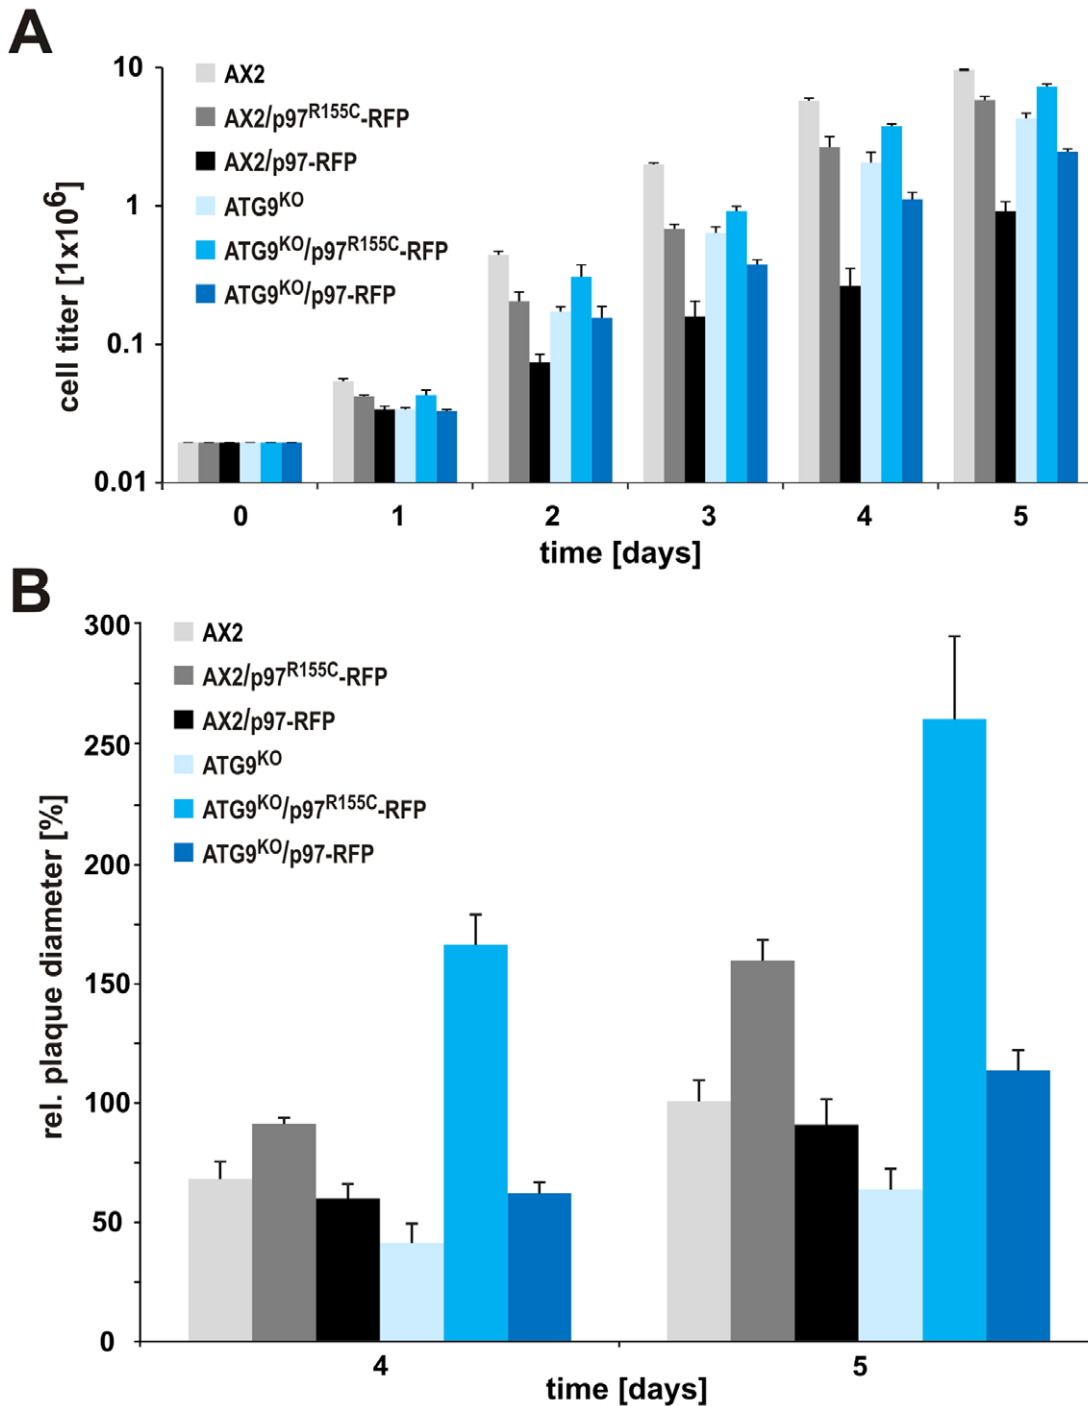 A
10
1
0.1
0.01
cell titer [1x10⁶]
AX2
AX2/p97ᴿ¹⁵⁵ᶜ-RFP
AX2/p97-RFP
ATG9ᴷᴼ
ATG9ᴷᴼ/p97ᴿ¹⁵⁵ᶜ-RFP
ATG9ᴷᴼ/p97-RFP
0 1 2 3 4 5
time [days]
B
300
250
200
150
100
50
0
rel. plaque diameter [%]
AX2
AX2/p97ᴿ¹⁵⁵ᶜ-RFP
AX2/p97-RFP
ATG9ᴷᴼ
ATG9ᴷᴼ/p97ᴿ¹⁵⁵ᶜ-RFP
ATG9ᴷᴼ/p97-RFP
4 5
time [days]